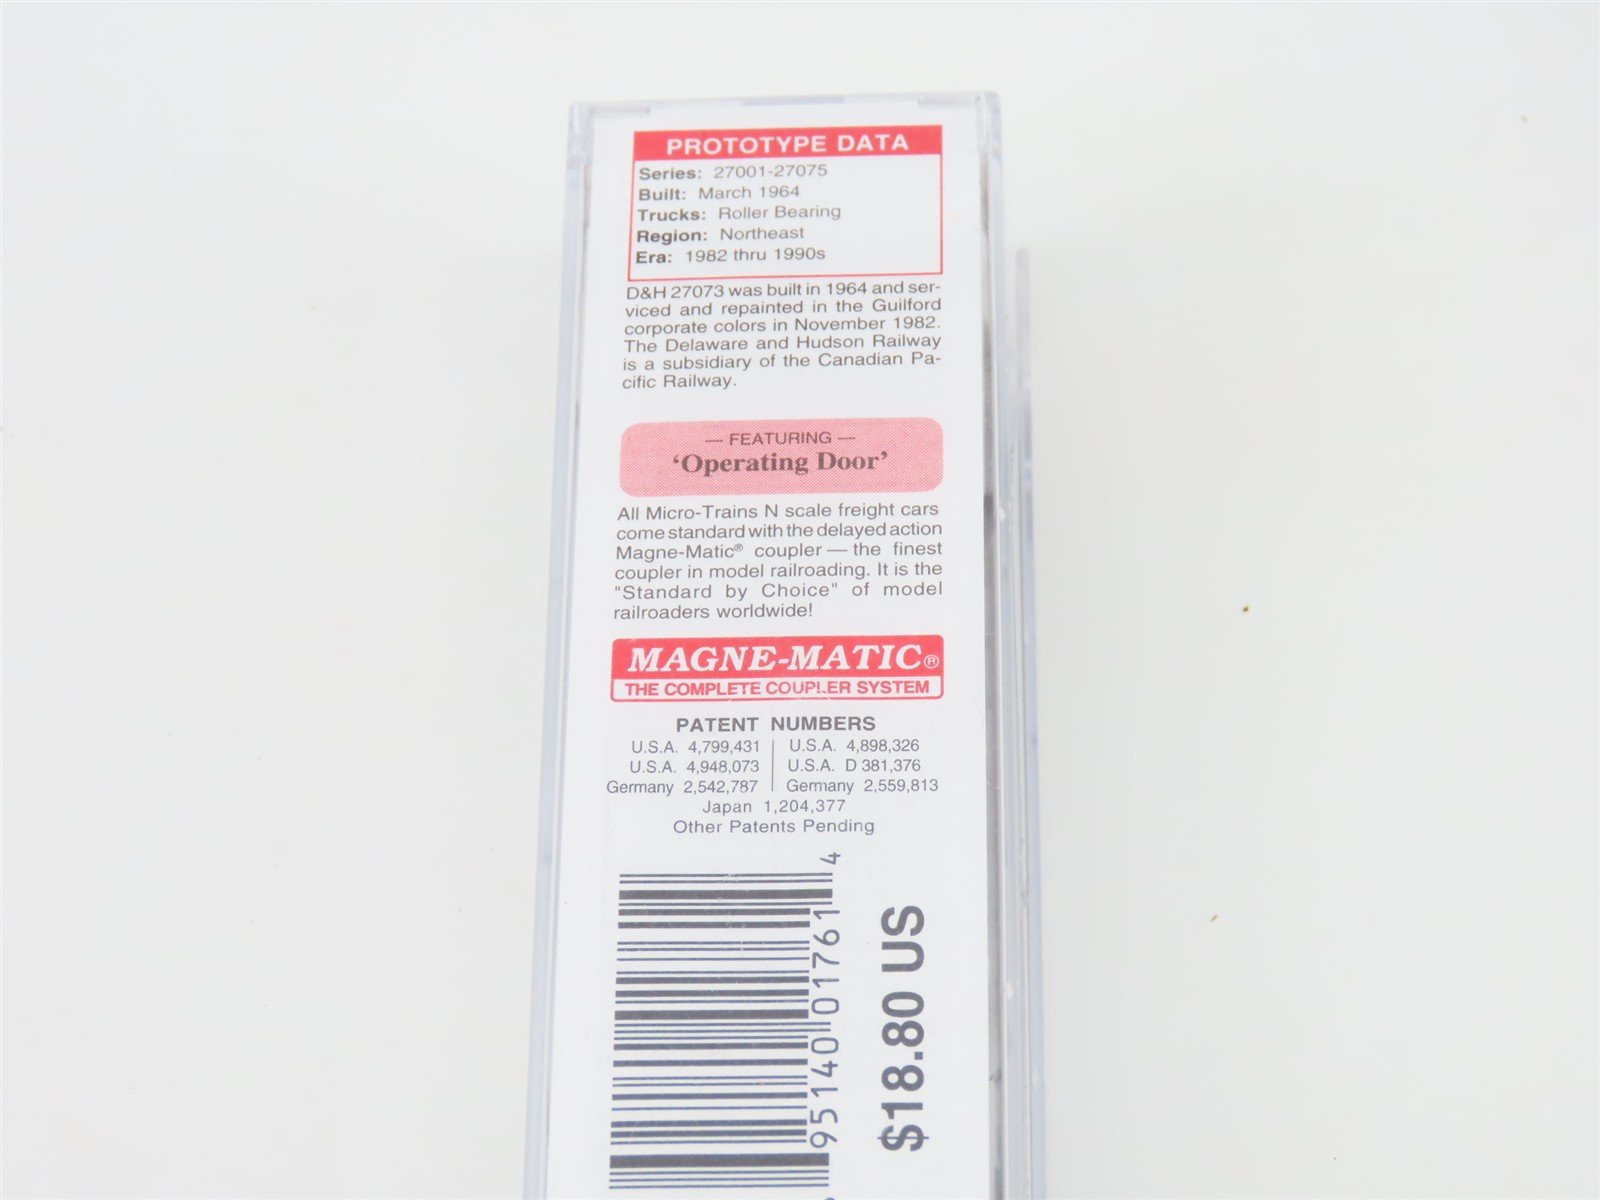 PROTOTYPE DATA
Series: 27001-27075
Built: March 1964
Trucks: Roller Bearing
Region: Northeast
Era: 1982 thru 1990s
D&H 27073 was built in 1964 and ser-
viced and repainted in the Guilford
corporate colors in November 1982.
The Delaware and Hudson Railway
is a subsidiary of the Canadian Pa-
cific Railway.
— FEATURING —
‘Operating Door’
All Micro-Trains N scale freight cars
come standard with the delayed action
Magne-Matic® coupler — the finest
coupler in model railroading. It is the
"Standard by Choice" of model
railroaders worldwide!
MAGNE-MATIC®
THE COMPLETE COUPLER SYSTEM
PATENT NUMBERS
U.S.A. 4,799,431 | U.S.A. 4,898,326
U.S.A. 4,948,073 | U.S.A. D 381,376
Germany 2,542,787 | Germany 2,559,813
Japan 1,204,377
Other Patents Pending
95140 01761 4
$18.80 US